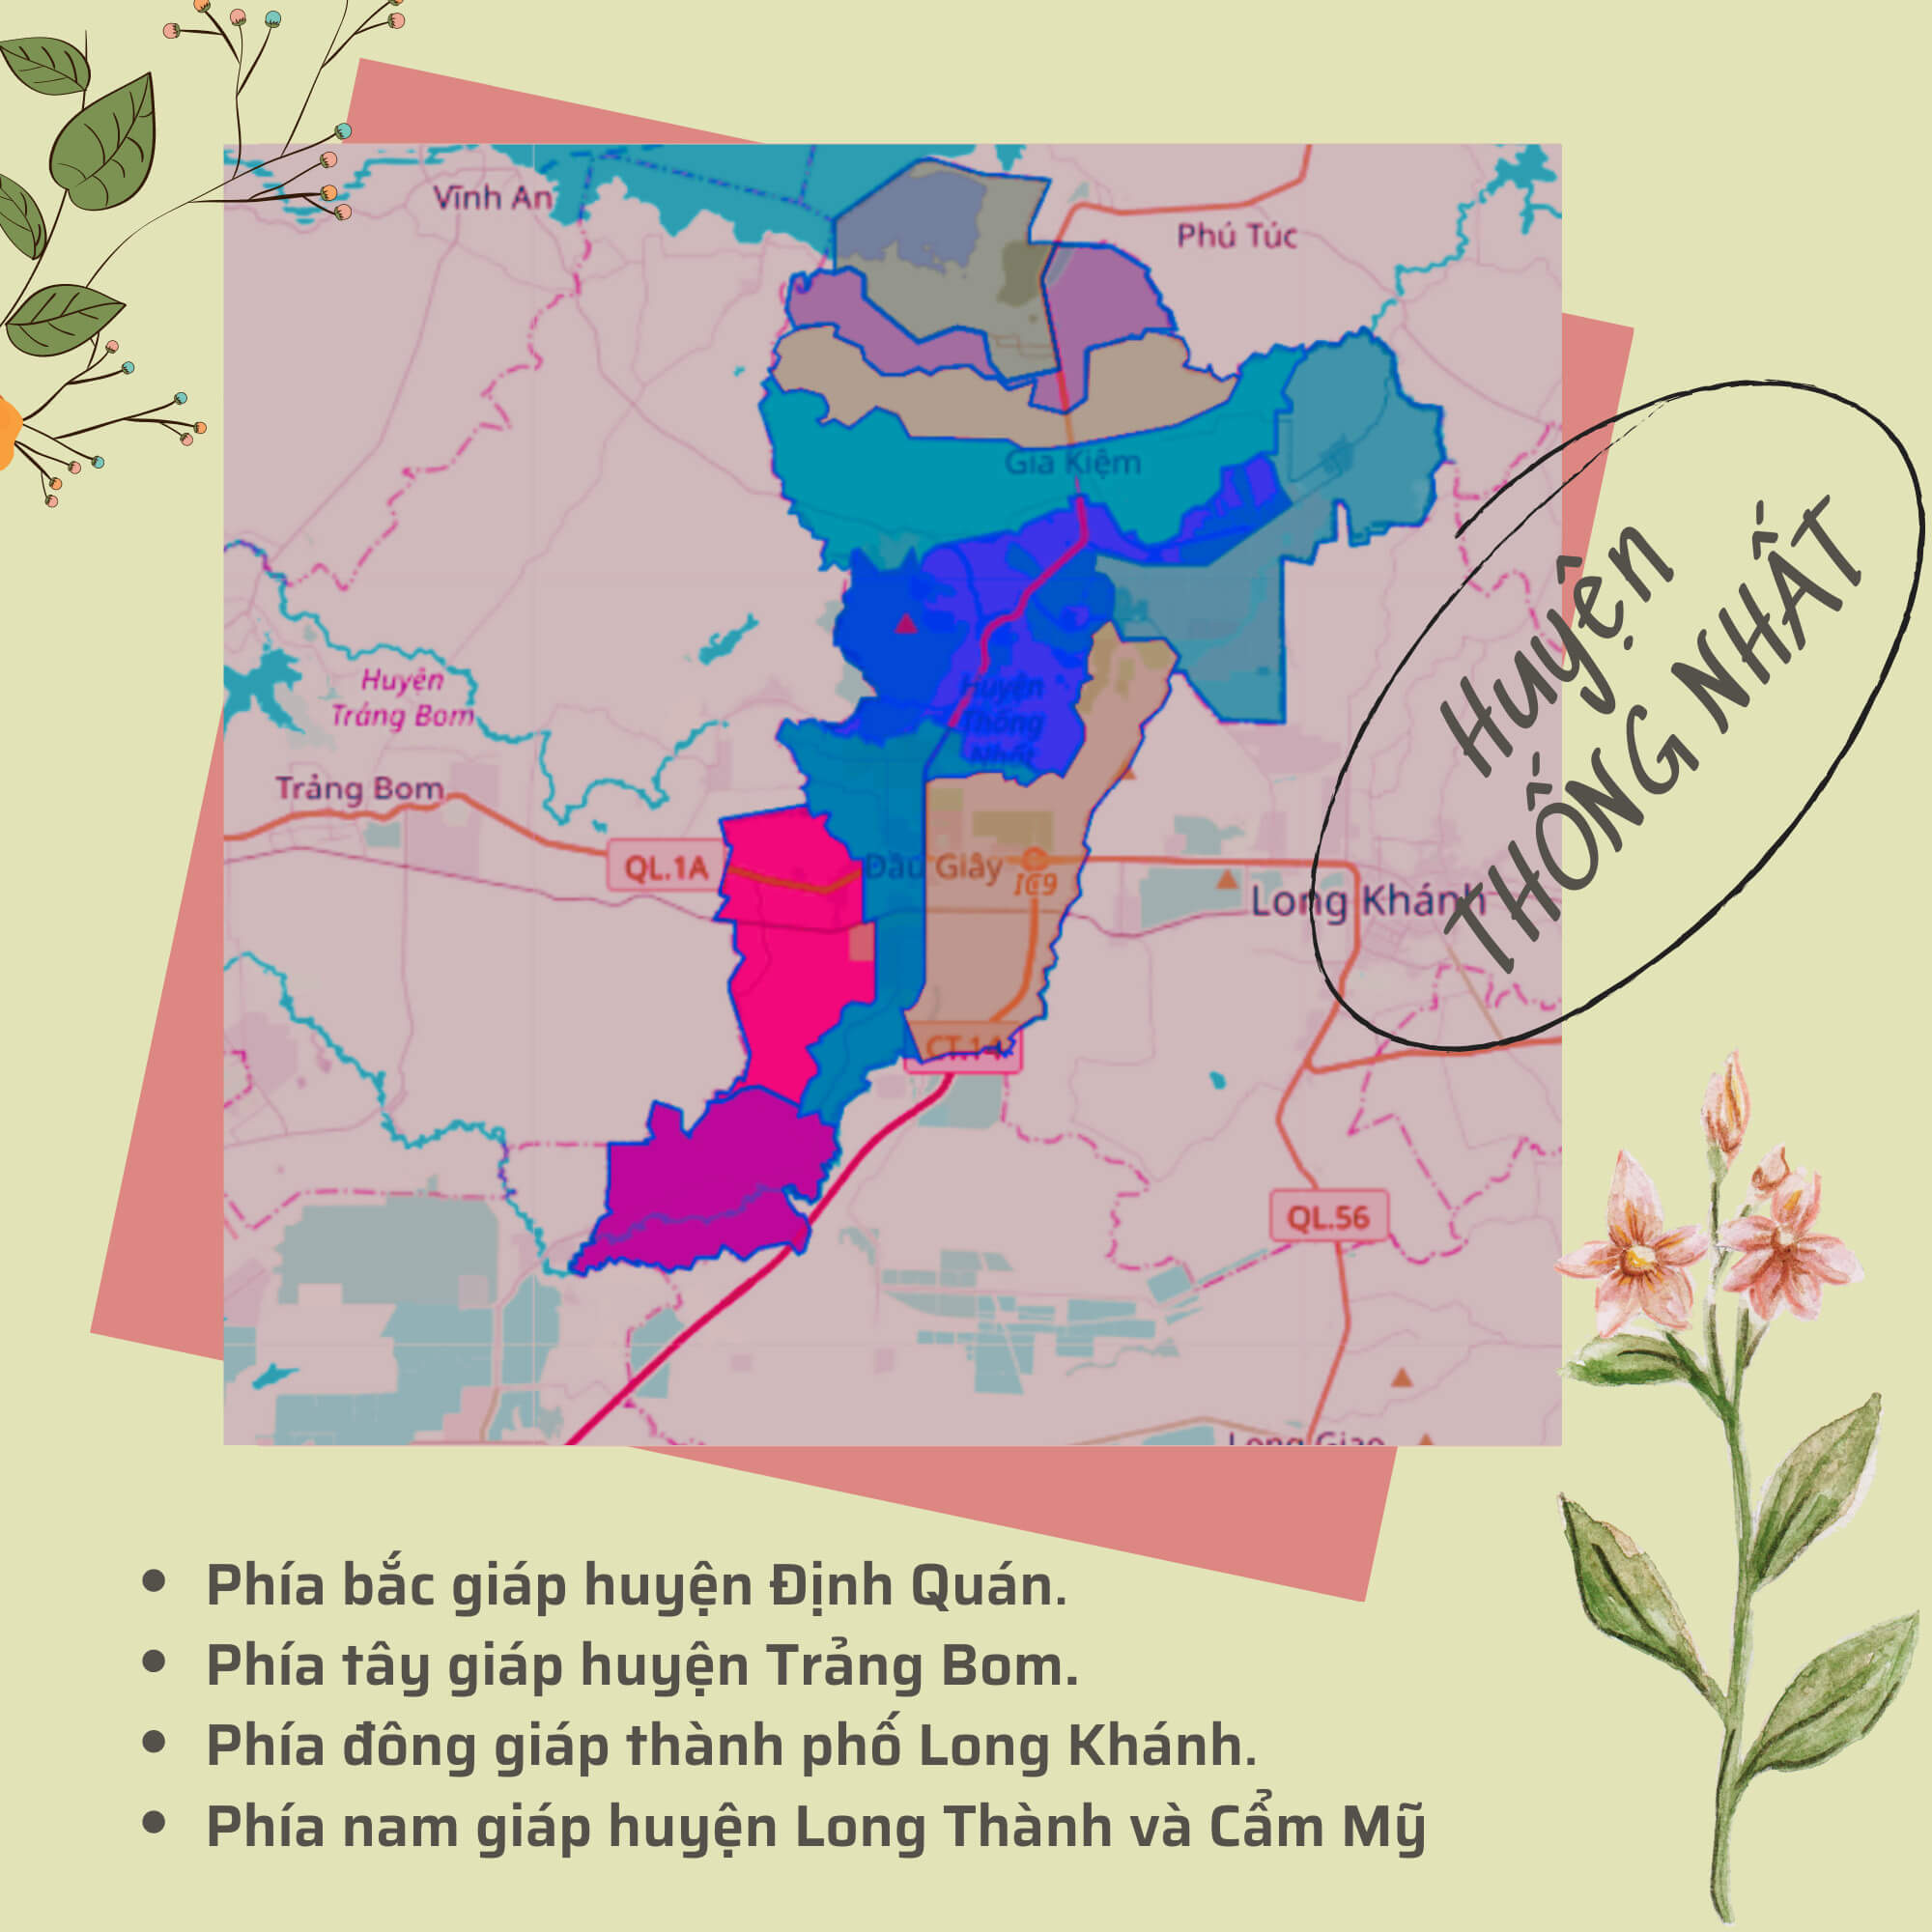 Vĩnh An
Phú Túc
Gia Kiệm
Huyện
Trảng Bom
Huyện
Thống
Nhất
Trảng Bom
QL.1A
Dầu Giây
IC9
Long Khánh
CT.14
QL.56
Long Giao
Huyện
THỐNG NHẤT
• Phía bắc giáp huyện Định Quán.
• Phía tây giáp huyện Trảng Bom.
• Phía đông giáp thành phố Long Khánh.
• Phía nam giáp huyện Long Thành và Cẩm Mỹ